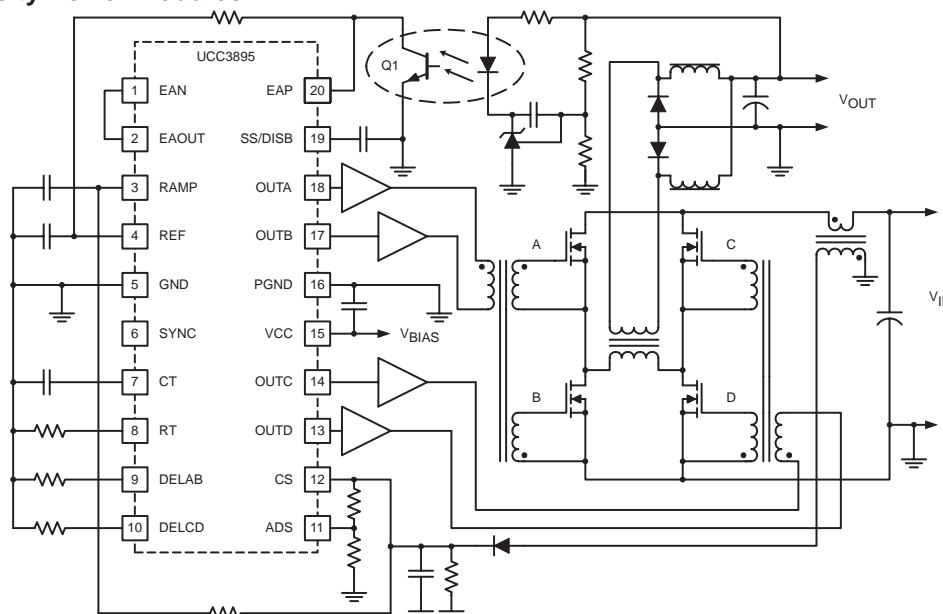 UCC3895
Q1
1 EAN
EAP 20
2 EAOUT
SS/DISB 19
3 RAMP
OUTA 18
4 REF
OUTB 17
5 GND
PGND 16
6 SYNC
VCC 15
7 CT
OUTC 14
8 RT
OUTD 13
9 DELAB
CS 12
10 DELCD
ADS 11
VBIAS
VOUT
A
C
B
D